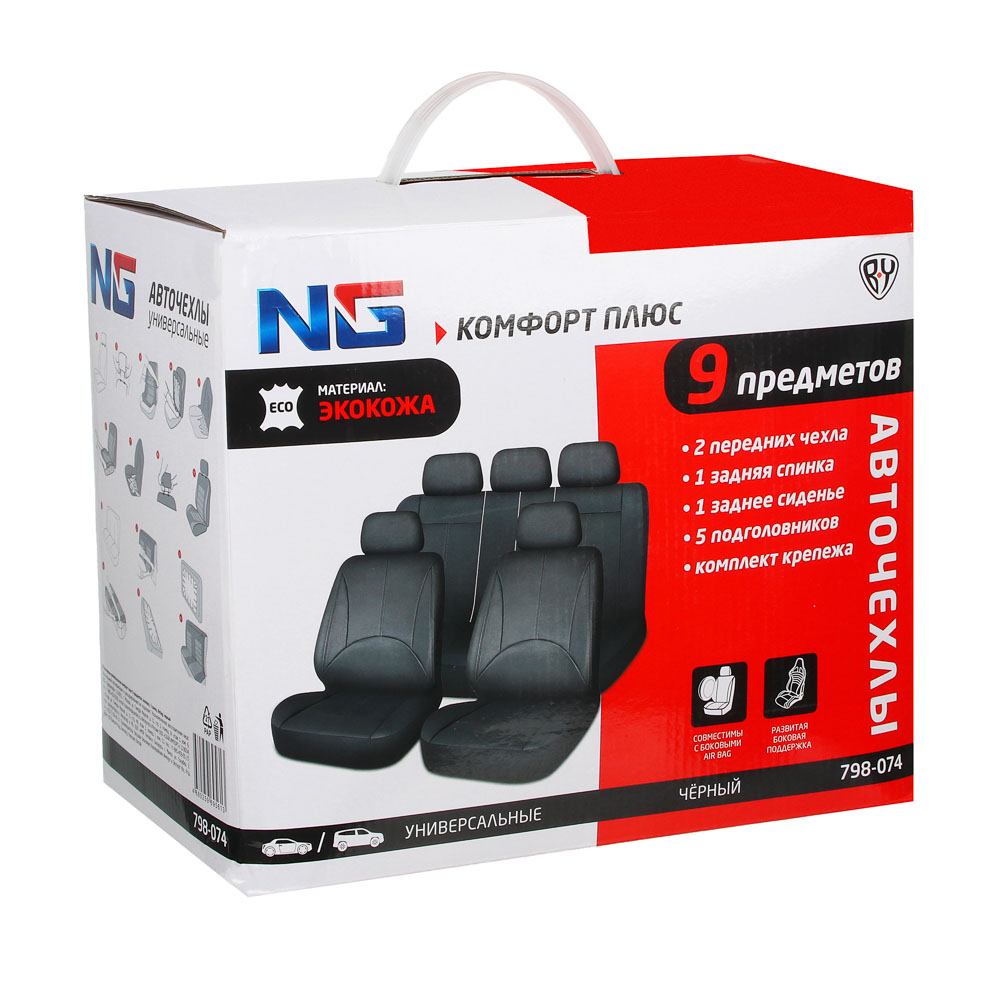 NG
АВТОЧЕХЛЫ
универсальные
798-074
PAP
NG
КОМФОРТ ПЛЮС
B·Y
ECO
МАТЕРИАЛ:
ЭКОКОЖА
9 предметов
• 2 передних чехла
• 1 задняя спинка
• 1 заднее сиденье
• 5 подголовников
• комплект крепежа
АВТОЧЕХЛЫ
СОВМЕСТИМЫ
С БОКОВЫМИ
AIR BAG
РАЗВИТАЯ
БОКОВАЯ
ПОДДЕРЖКА
798-074
/
УНИВЕРСАЛЬНЫЕ
ЧЁРНЫЙ